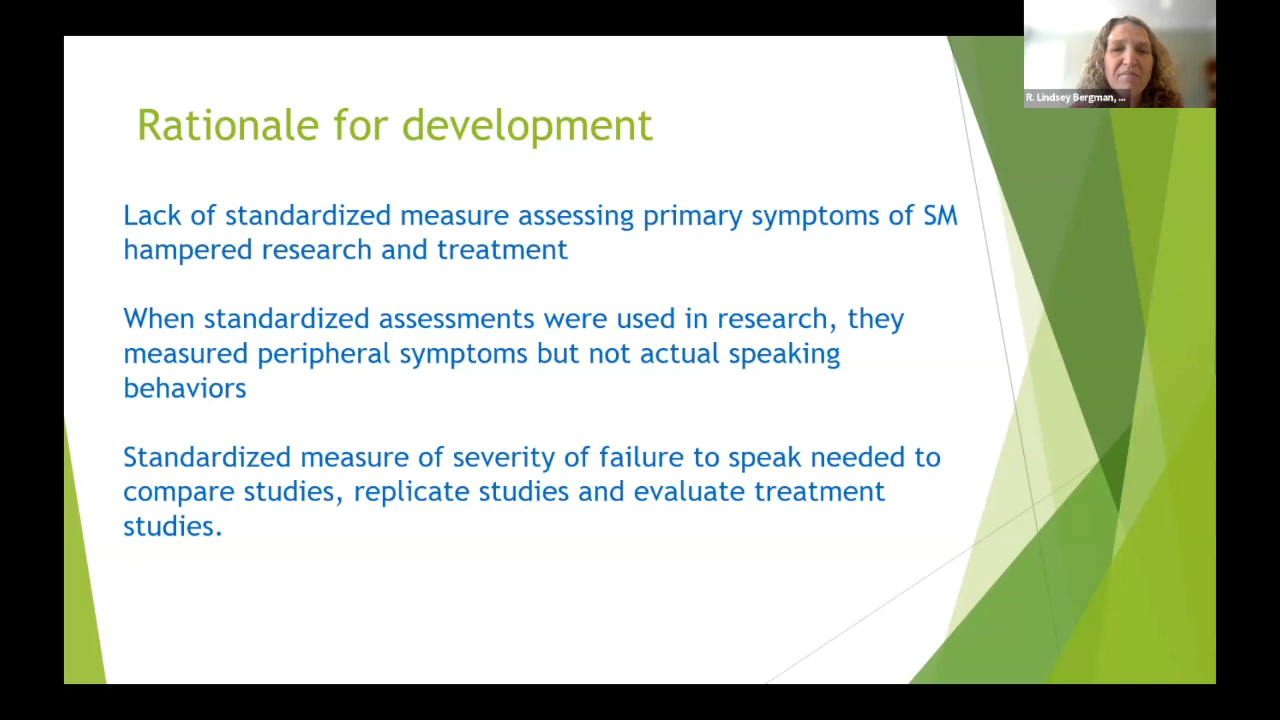 R. Lindsey Bergman, ...
Rationale for development
Lack of standardized measure assessing primary symptoms of SM
hampered research and treatment
When standardized assessments were used in research, they
measured peripheral symptoms but not actual speaking
behaviors
Standardized measure of severity of failure to speak needed to
compare studies, replicate studies and evaluate treatment
studies.